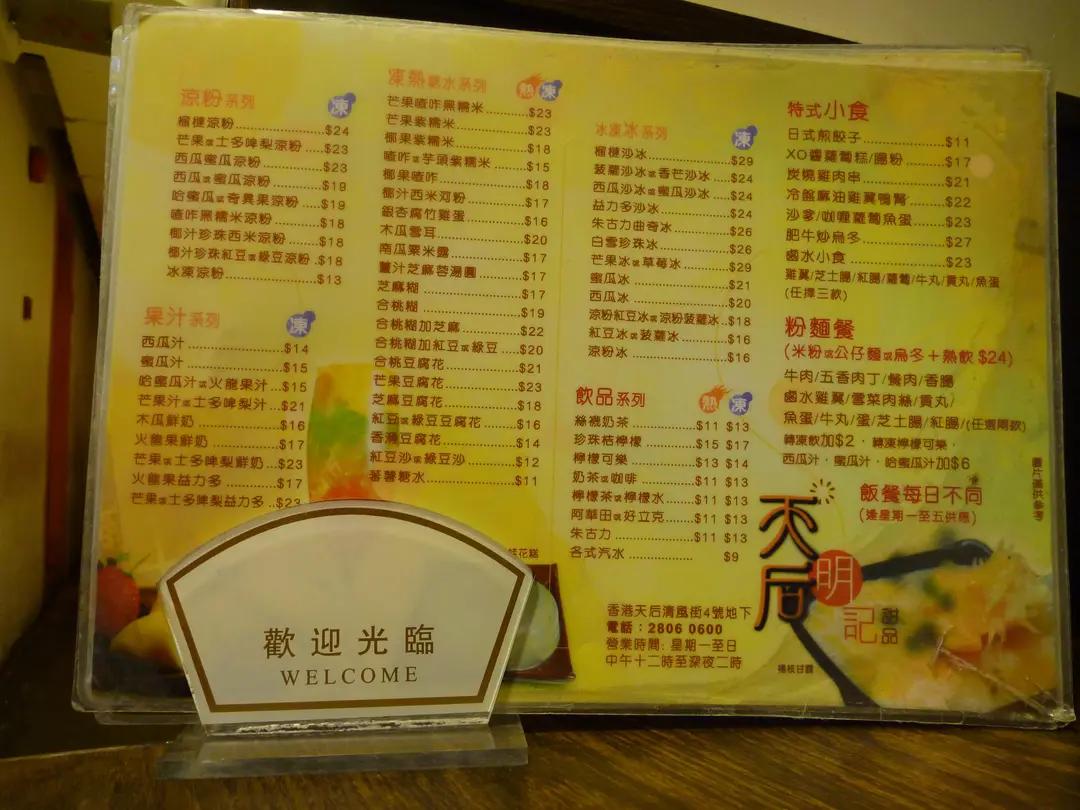 涼粉系列 凍
榴槤涼粉 $24
芒果或士多啤梨涼粉 $23
西瓜蜜瓜涼粉 $23
西瓜或蜜瓜涼粉 $19
哈蜜瓜或奇異果涼粉 $19
喳咋黑糯米涼粉 $18
椰汁珍珠西米涼粉 $18
椰汁珍珠紅豆或綠豆涼粉 $18
冰凍涼粉 $13
果汁系列 凍
西瓜汁 $14
蜜瓜汁 $15
哈蜜瓜汁或火龍果汁 $15
芒果汁或士多啤梨汁 $21
木瓜鮮奶 $16
火龍果鮮奶 $17
芒果或士多啤梨鮮奶 $23
火龍果益力多 $17
芒果或士多啤梨益力多 $23
凍熱糖水系列 熱 凍
芒果喳咋黑糯米 $23
芒果紫糯米 $23
椰果紫糯米 $18
喳咋或芋頭紫糯米 $15
椰果喳咋 $18
椰汁西米河粉 $17
銀杏腐竹雞蛋 $16
木瓜雪耳 $20
南瓜粟米露 $17
薑汁芝麻蓉湯圓 $17
芝麻糊 $17
合桃糊 $19
合桃糊加芝麻 $22
合桃糊加紅豆或綠豆 $20
合桃豆腐花 $21
芒果豆腐花 $23
芝麻豆腐花 $18
紅豆或綠豆豆腐花 $16
香滑豆腐花 $14
紅豆沙或綠豆沙 $12
蕃薯糖水 $11
花糕
冰凍冰系列 凍
榴槤沙冰 $29
菠蘿沙冰或香芒沙冰 $24
西瓜沙冰或蜜瓜沙冰 $24
益力多沙冰 $24
朱古力曲奇冰 $26
白雪珍珠冰 $26
芒果冰或草莓冰 $29
蜜瓜冰 $21
西瓜冰 $20
涼粉紅豆冰或涼粉菠蘿冰 $18
紅豆冰或菠蘿冰 $16
涼粉冰 $16
飲品系列 熱 凍
絲襪奶茶 $11 $13
珍珠桔檸檬 $15 $17
檸檬可樂 $13 $14
奶茶或咖啡 $11 $13
檸檬茶或檸檬水 $11 $13
阿華田或好立克 $11 $13
朱古力 $11 $13
各式汽水 $9
香港天后清風街4號地下
電話：2806 0600
營業時間: 星期一至日
中午十二時至深夜二時
特式小食
日式煎餃子 $11
XO醬蘿蔔糕/腸粉 $17
炭燒雞肉串 $21
冷盤麻油雞翼鴨腎 $22
沙爹/咖喱蘿蔔魚蛋 $23
肥牛炒烏冬 $27
鹵水小食 $23
雞翼/芝士腸/紅腸/蘿蔔/牛丸/貢丸/魚蛋
(任擇三款)
粉麵餐
(米粉或公仔麵或烏冬＋熱飲 $24)
牛肉/五香肉丁/餐肉/香腸
鹵水雞翼/雪菜肉絲/貢丸/
魚蛋/牛丸/蛋/芝士腸/紅腸/(任選兩款)
轉凍飲加$2，轉凍檸檬可樂，
西瓜汁，蜜瓜汁，哈蜜瓜汁加$6
飯餐每日不同
(逢星期一至五供應)
圖片謹供參考
天后
明記
甜品
楊枝甘露
歡迎光臨
WELCOME